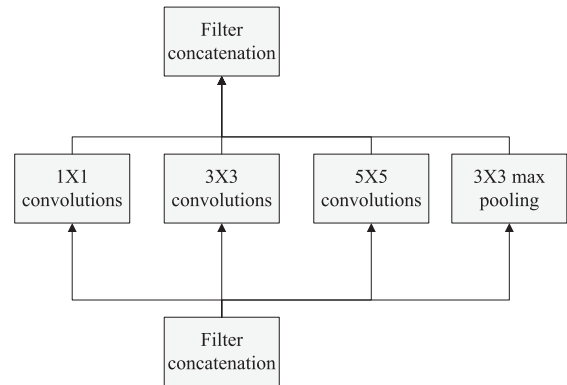 Filter
concatenation
1X1
convolutions
3X3
convolutions
5X5
convolutions
3X3 max
pooling
Filter
concatenation